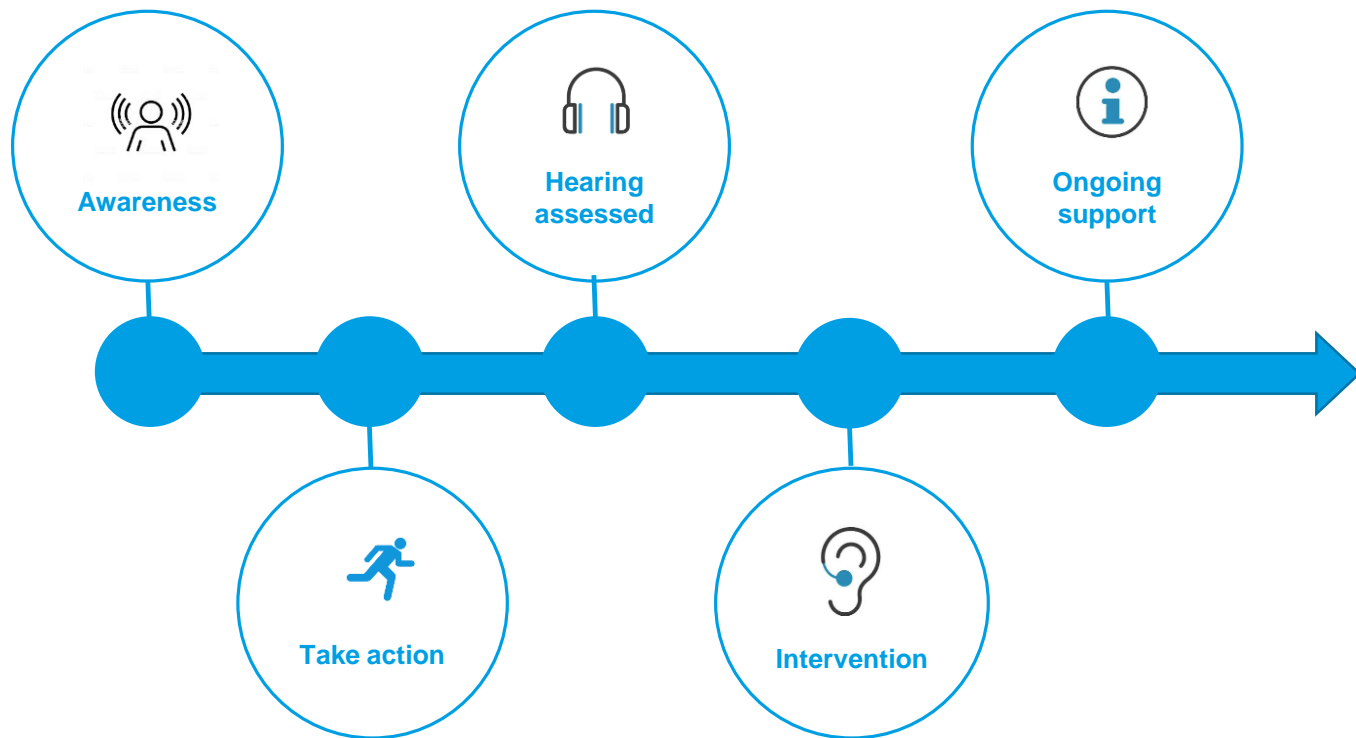 Awareness
Hearing
assessed
Ongoing
support
Take action
Intervention